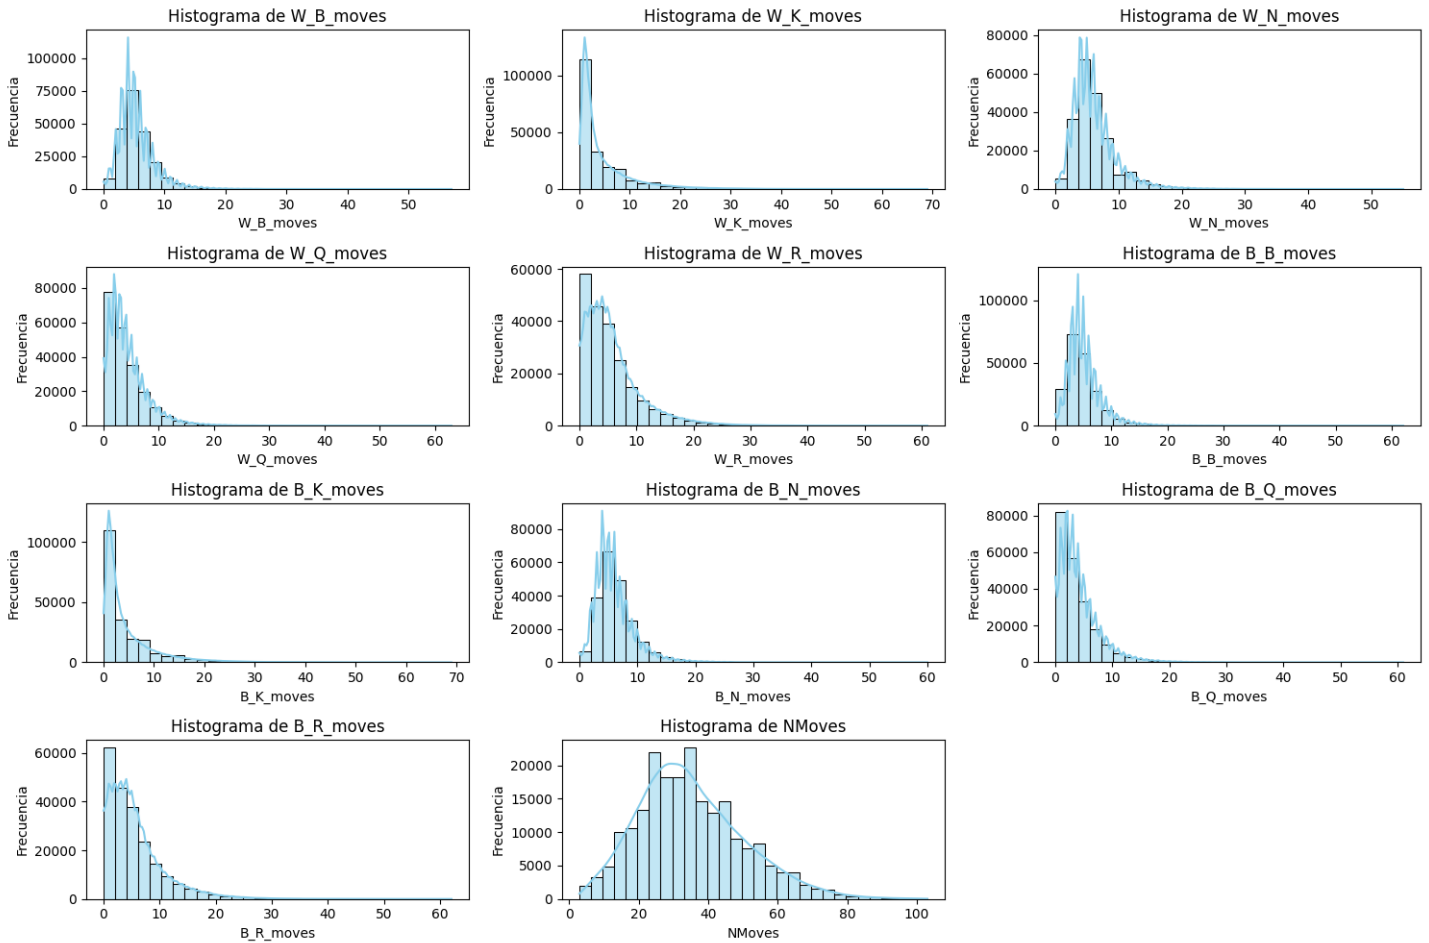 Histograma de W_B_moves
Frecuencia
100000
75000
50000
25000
0
0 10 20 30 40 50
W_B_moves
Histograma de W_K_moves
Frecuencia
100000
50000
0
0 10 20 30 40 50 60 70
W_K_moves
Histograma de W_N_moves
Frecuencia
80000
60000
40000
20000
0
0 10 20 30 40 50
W_N_moves
Histograma de W_Q_moves
Frecuencia
80000
60000
40000
20000
0
0 10 20 30 40 50 60
W_Q_moves
Histograma de W_R_moves
Frecuencia
60000
40000
20000
0
0 10 20 30 40 50 60
W_R_moves
Histograma de B_B_moves
Frecuencia
100000
50000
0
0 10 20 30 40 50 60
B_B_moves
Histograma de B_K_moves
Frecuencia
100000
50000
0
0 10 20 30 40 50 60 70
B_K_moves
Histograma de B_N_moves
Frecuencia
80000
60000
40000
20000
0
0 10 20 30 40 50 60
B_N_moves
Histograma de B_Q_moves
Frecuencia
80000
60000
40000
20000
0
0 10 20 30 40 50 60
B_Q_moves
Histograma de B_R_moves
Frecuencia
60000
40000
20000
0
0 10 20 30 40 50 60
B_R_moves
Histograma de NMoves
Frecuencia
20000
15000
10000
5000
0
0 20 40 60 80 100
NMoves